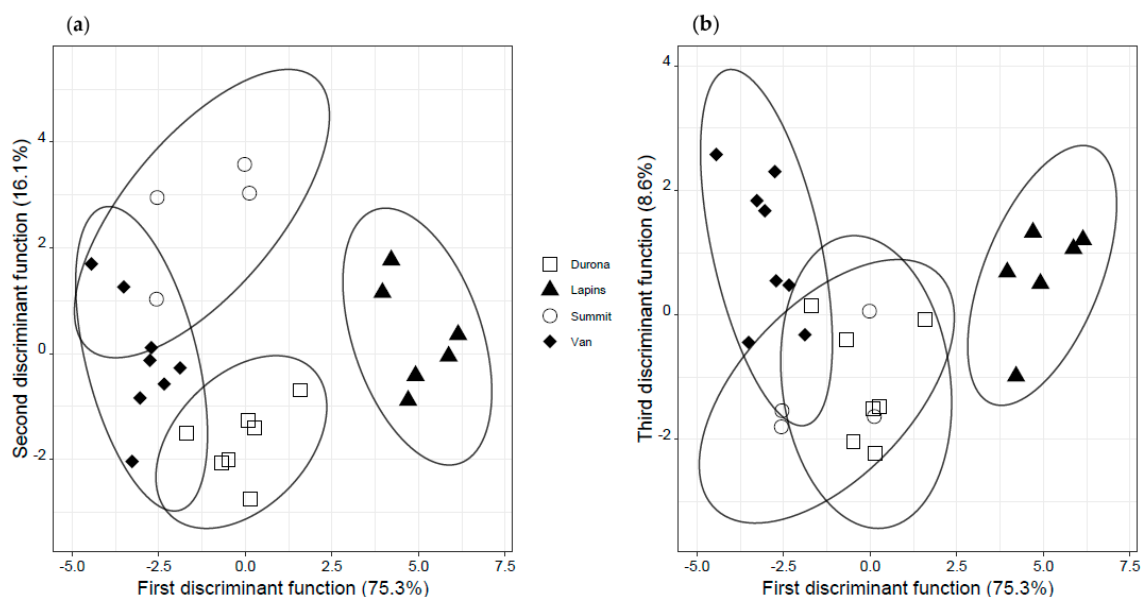 (a)
Second discriminant function (16.1%)
4
2
0
-2
-5.0 -2.5 0.0 2.5 5.0 7.5
First discriminant function (75.3%)
Durona
Lapins
Summit
Van
(b)
Third discriminant function (8.6%)
4
2
0
-2
-5.0 -2.5 0.0 2.5 5.0 7.5
First discriminant function (75.3%)